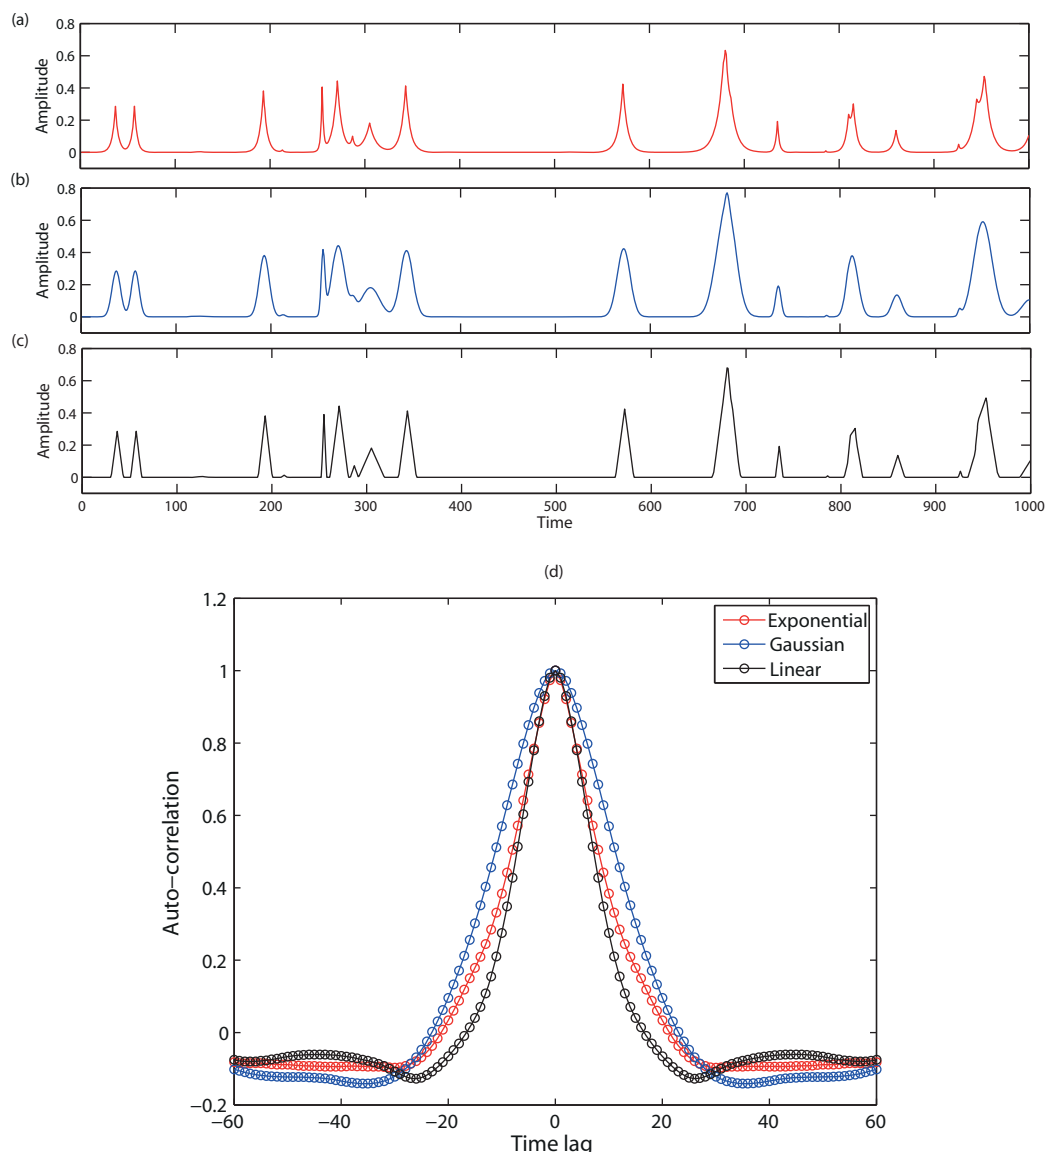 (a)
0.8
0.6
0.4
0.2
0
Amplitude
(b)
0.8
0.6
0.4
0.2
0
Amplitude
(c)
0.8
0.6
0.4
0.2
0
Amplitude
0 100 200 300 400 500 600 700 800 900 1000
Time
(d)
1.2
1
0.8
0.6
0.4
0.2
0
−0.2
Auto−correlation
Exponential
Gaussian
Linear
−60 −40 −20 0 20 40 60
Time lag